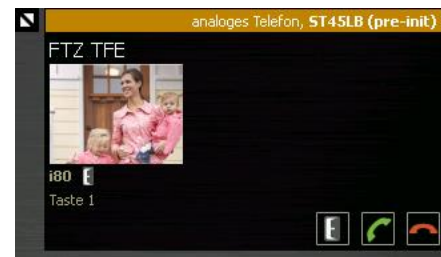 analoges Telefon, ST45LB (pre-init)
FTZ TFE
i80
Taste 1